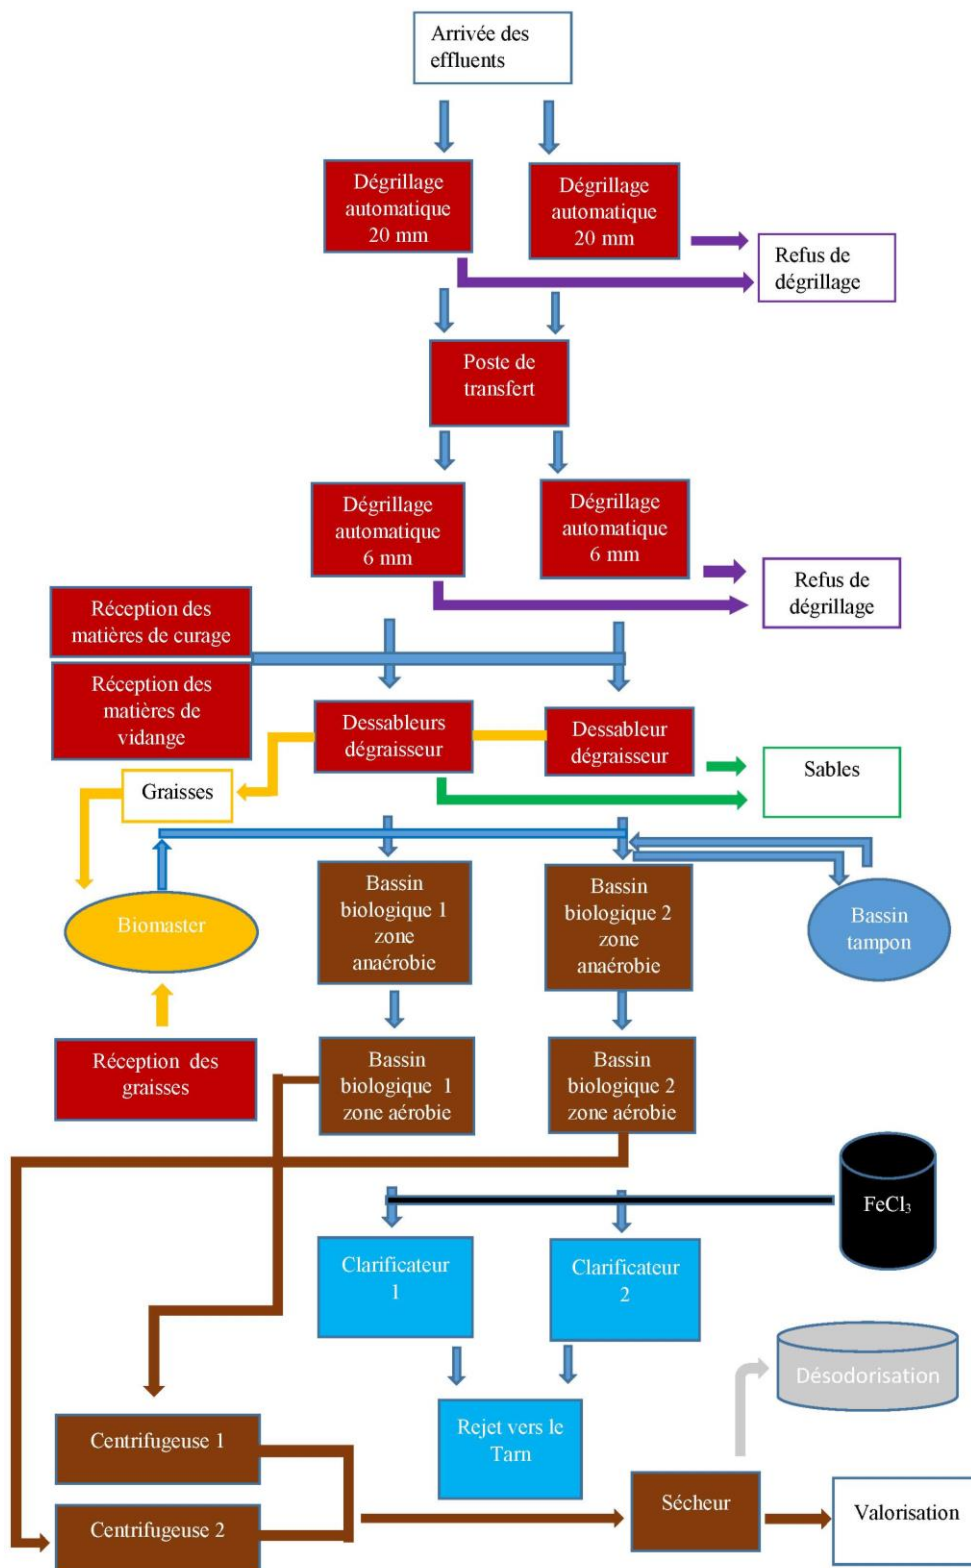 Arrivée des
effluents
Dégrillage
automatique
20 mm
Dégrillage
automatique
20 mm
Refus de
dégrillage
Poste de
transfert
Dégrillage
automatique
6 mm
Dégrillage
automatique
6 mm
Refus de
dégrillage
Réception des
matières de curage
Réception des
matières de
vidange
Dessableurs
dégraisseur
Dessableur
dégraisseur
Sables
Graisses
Biomaster
Bassin
biologique 1
zone
anaérobie
Bassin
biologique 2
zone
anaérobie
Bassin
tampon
Réception des
graisses
Bassin
biologique 1
zone aérobie
Bassin
biologique 2
zone aérobie
FeCl₃
Clarificateur
1
Clarificateur
2
Désodorisation
Rejet vers le
Tarn
Centrifugeuse 1
Centrifugeuse 2
Sécheur
Valorisation